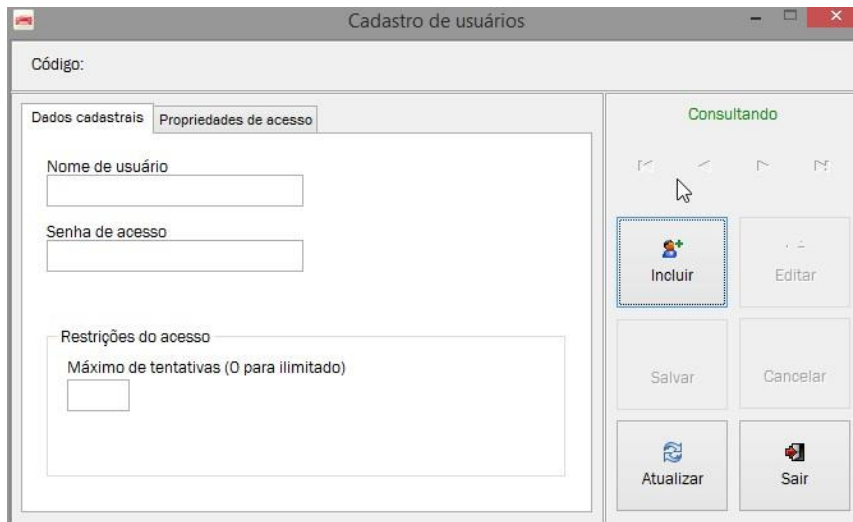 Cadastro de usuários
Código:
Dados cadastrais Propriedades de acesso
Nome de usuário
Senha de acesso
Restrições do acesso
Máximo de tentativas (0 para ilimitado)
Consultando
Incluir Editar
Salvar Cancelar
Atualizar Sair